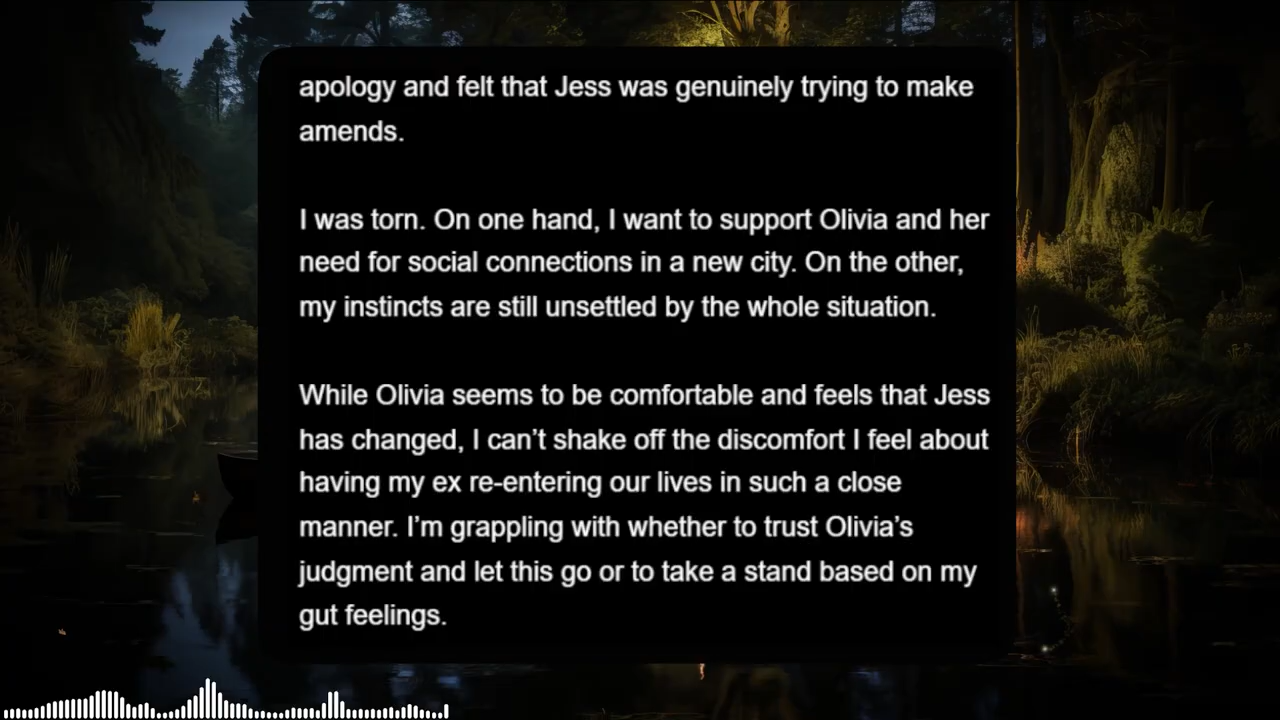 apology and felt that Jess was genuinely trying to make
amends.
I was torn. On one hand, I want to support Olivia and her
need for social connections in a new city. On the other,
my instincts are still unsettled by the whole situation.
While Olivia seems to be comfortable and feels that Jess
has changed, I can’t shake off the discomfort I feel about
having my ex re-entering our lives in such a close
manner. I’m grappling with whether to trust Olivia’s
judgment and let this go or to take a stand based on my
gut feelings.